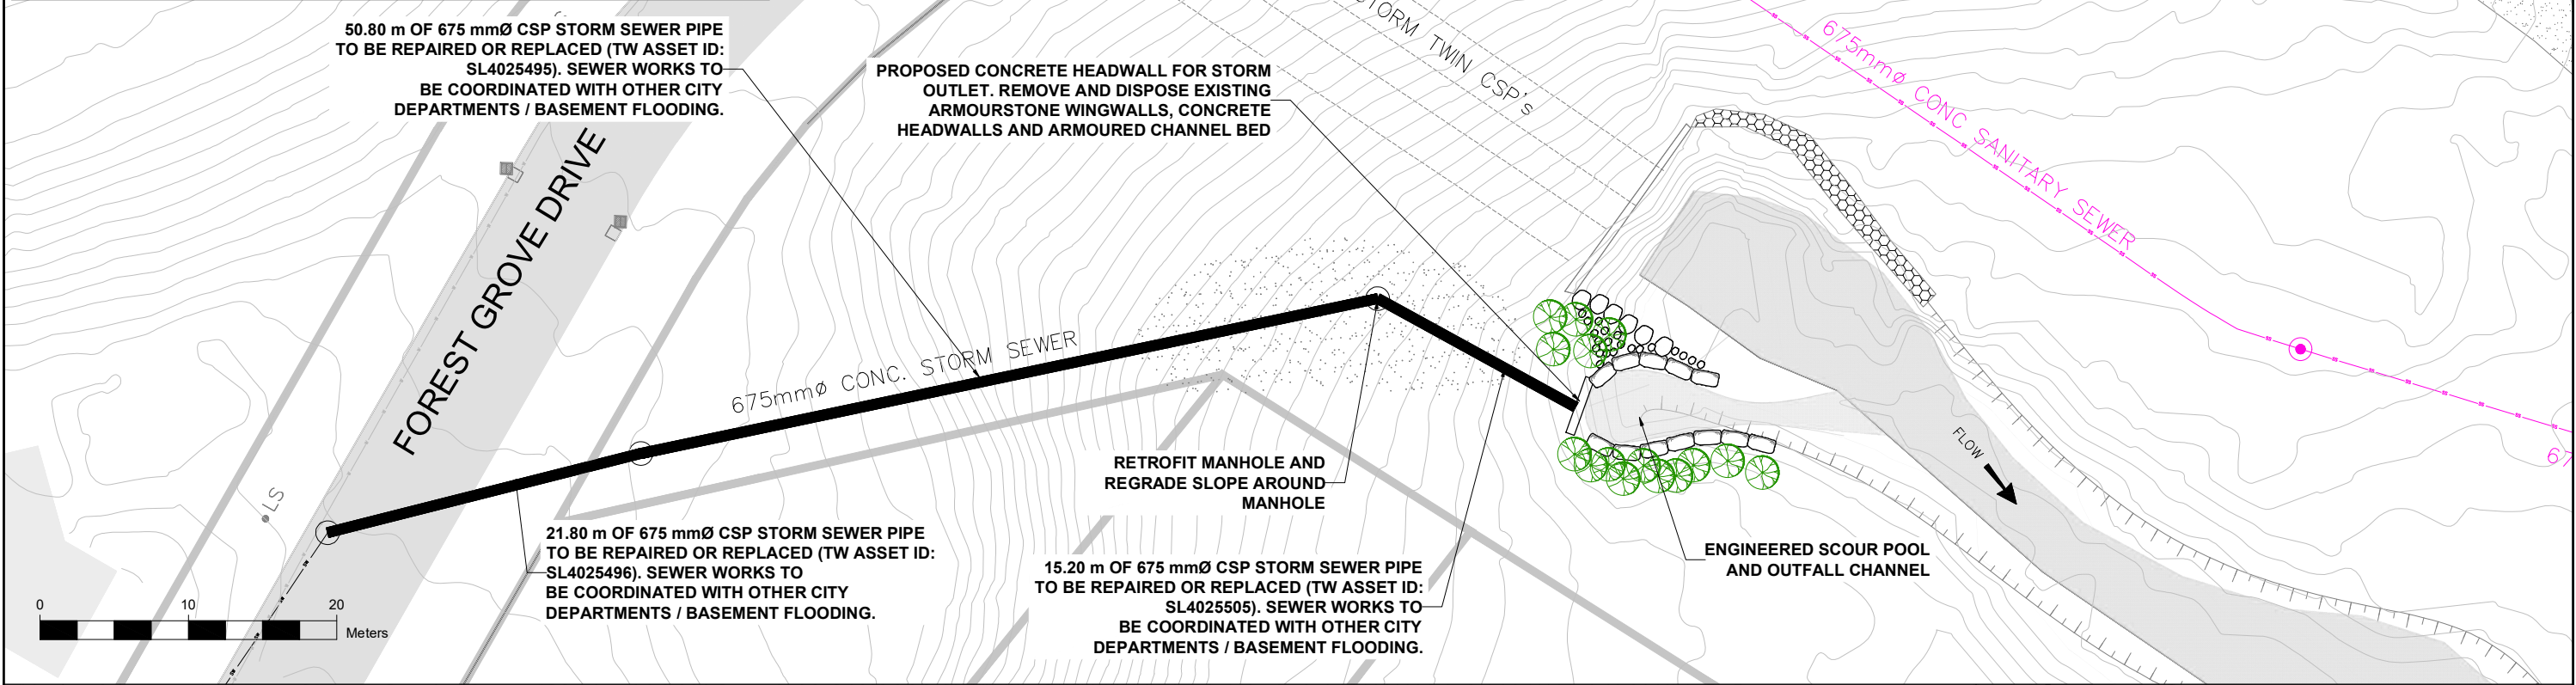 50.80 m OF 675 mmØ CSP STORM SEWER PIPE
TO BE REPAIRED OR REPLACED (TW ASSET ID:
SL4025495). SEWER WORKS TO
BE COORDINATED WITH OTHER CITY
DEPARTMENTS / BASEMENT FLOODING.
PROPOSED CONCRETE HEADWALL FOR STORM
OUTLET. REMOVE AND DISPOSE EXISTING
ARMOURSTONE WINGWALLS, CONCRETE
HEADWALLS AND ARMOURED CHANNEL BED
STORM TWIN CSP's
675mmø CONC SANITARY SEWER
FOREST GROVE DRIVE
675mmø CONC. STORM SEWER
LS
RETROFIT MANHOLE AND
REGRADE SLOPE AROUND
MANHOLE
FLOW
67
21.80 m OF 675 mmØ CSP STORM SEWER PIPE
TO BE REPAIRED OR REPLACED (TW ASSET ID:
SL4025496). SEWER WORKS TO
BE COORDINATED WITH OTHER CITY
DEPARTMENTS / BASEMENT FLOODING.
15.20 m OF 675 mmØ CSP STORM SEWER PIPE
TO BE REPAIRED OR REPLACED (TW ASSET ID:
SL4025505). SEWER WORKS TO
BE COORDINATED WITH OTHER CITY
DEPARTMENTS / BASEMENT FLOODING.
ENGINEERED SCOUR POOL
AND OUTFALL CHANNEL
0 10 20
Meters